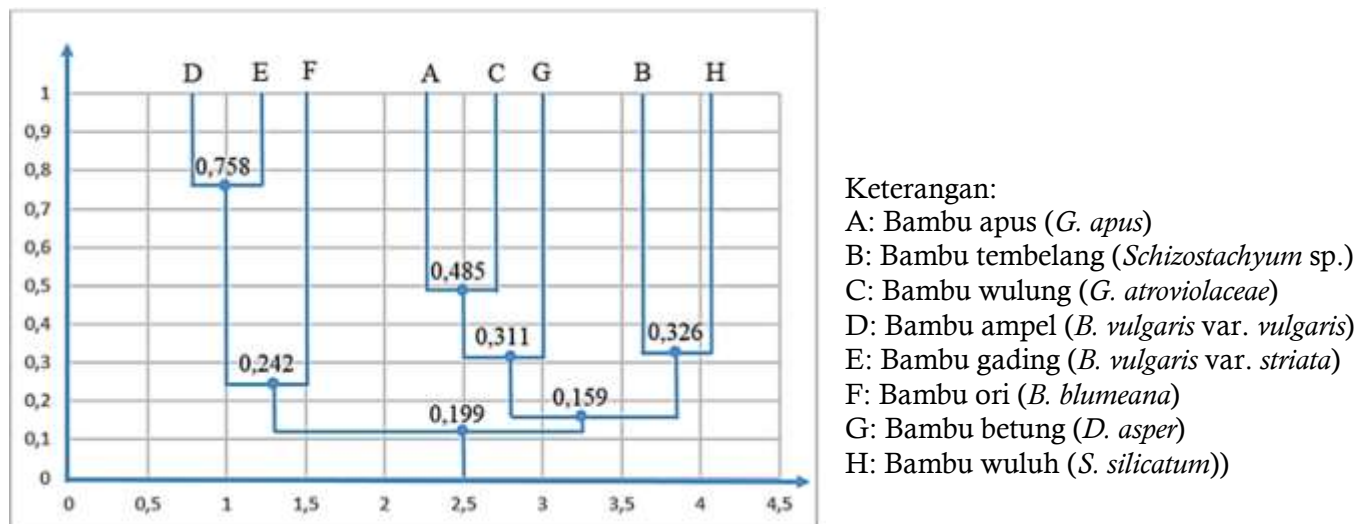 D E F A C G B H
1
0,9
0,8
0,758
0,7
0,6
0,5
0,485
0,4
0,311
0,326
0,3
0,242
0,2
0,199
0,159
0,1
0
0 0,5 1 1,5 2 2,5 3 3,5 4 4,5
Keterangan:
A: Bambu apus (G. apus)
B: Bambu tembelang (Schizostachyum sp.)
C: Bambu wulung (G. atroviolaceae)
D: Bambu ampel (B. vulgaris var. vulgaris)
E: Bambu gading (B. vulgaris var. striata)
F: Bambu ori (B. blumeana)
G: Bambu betung (D. asper)
H: Bambu wuluh (S. silicatum))